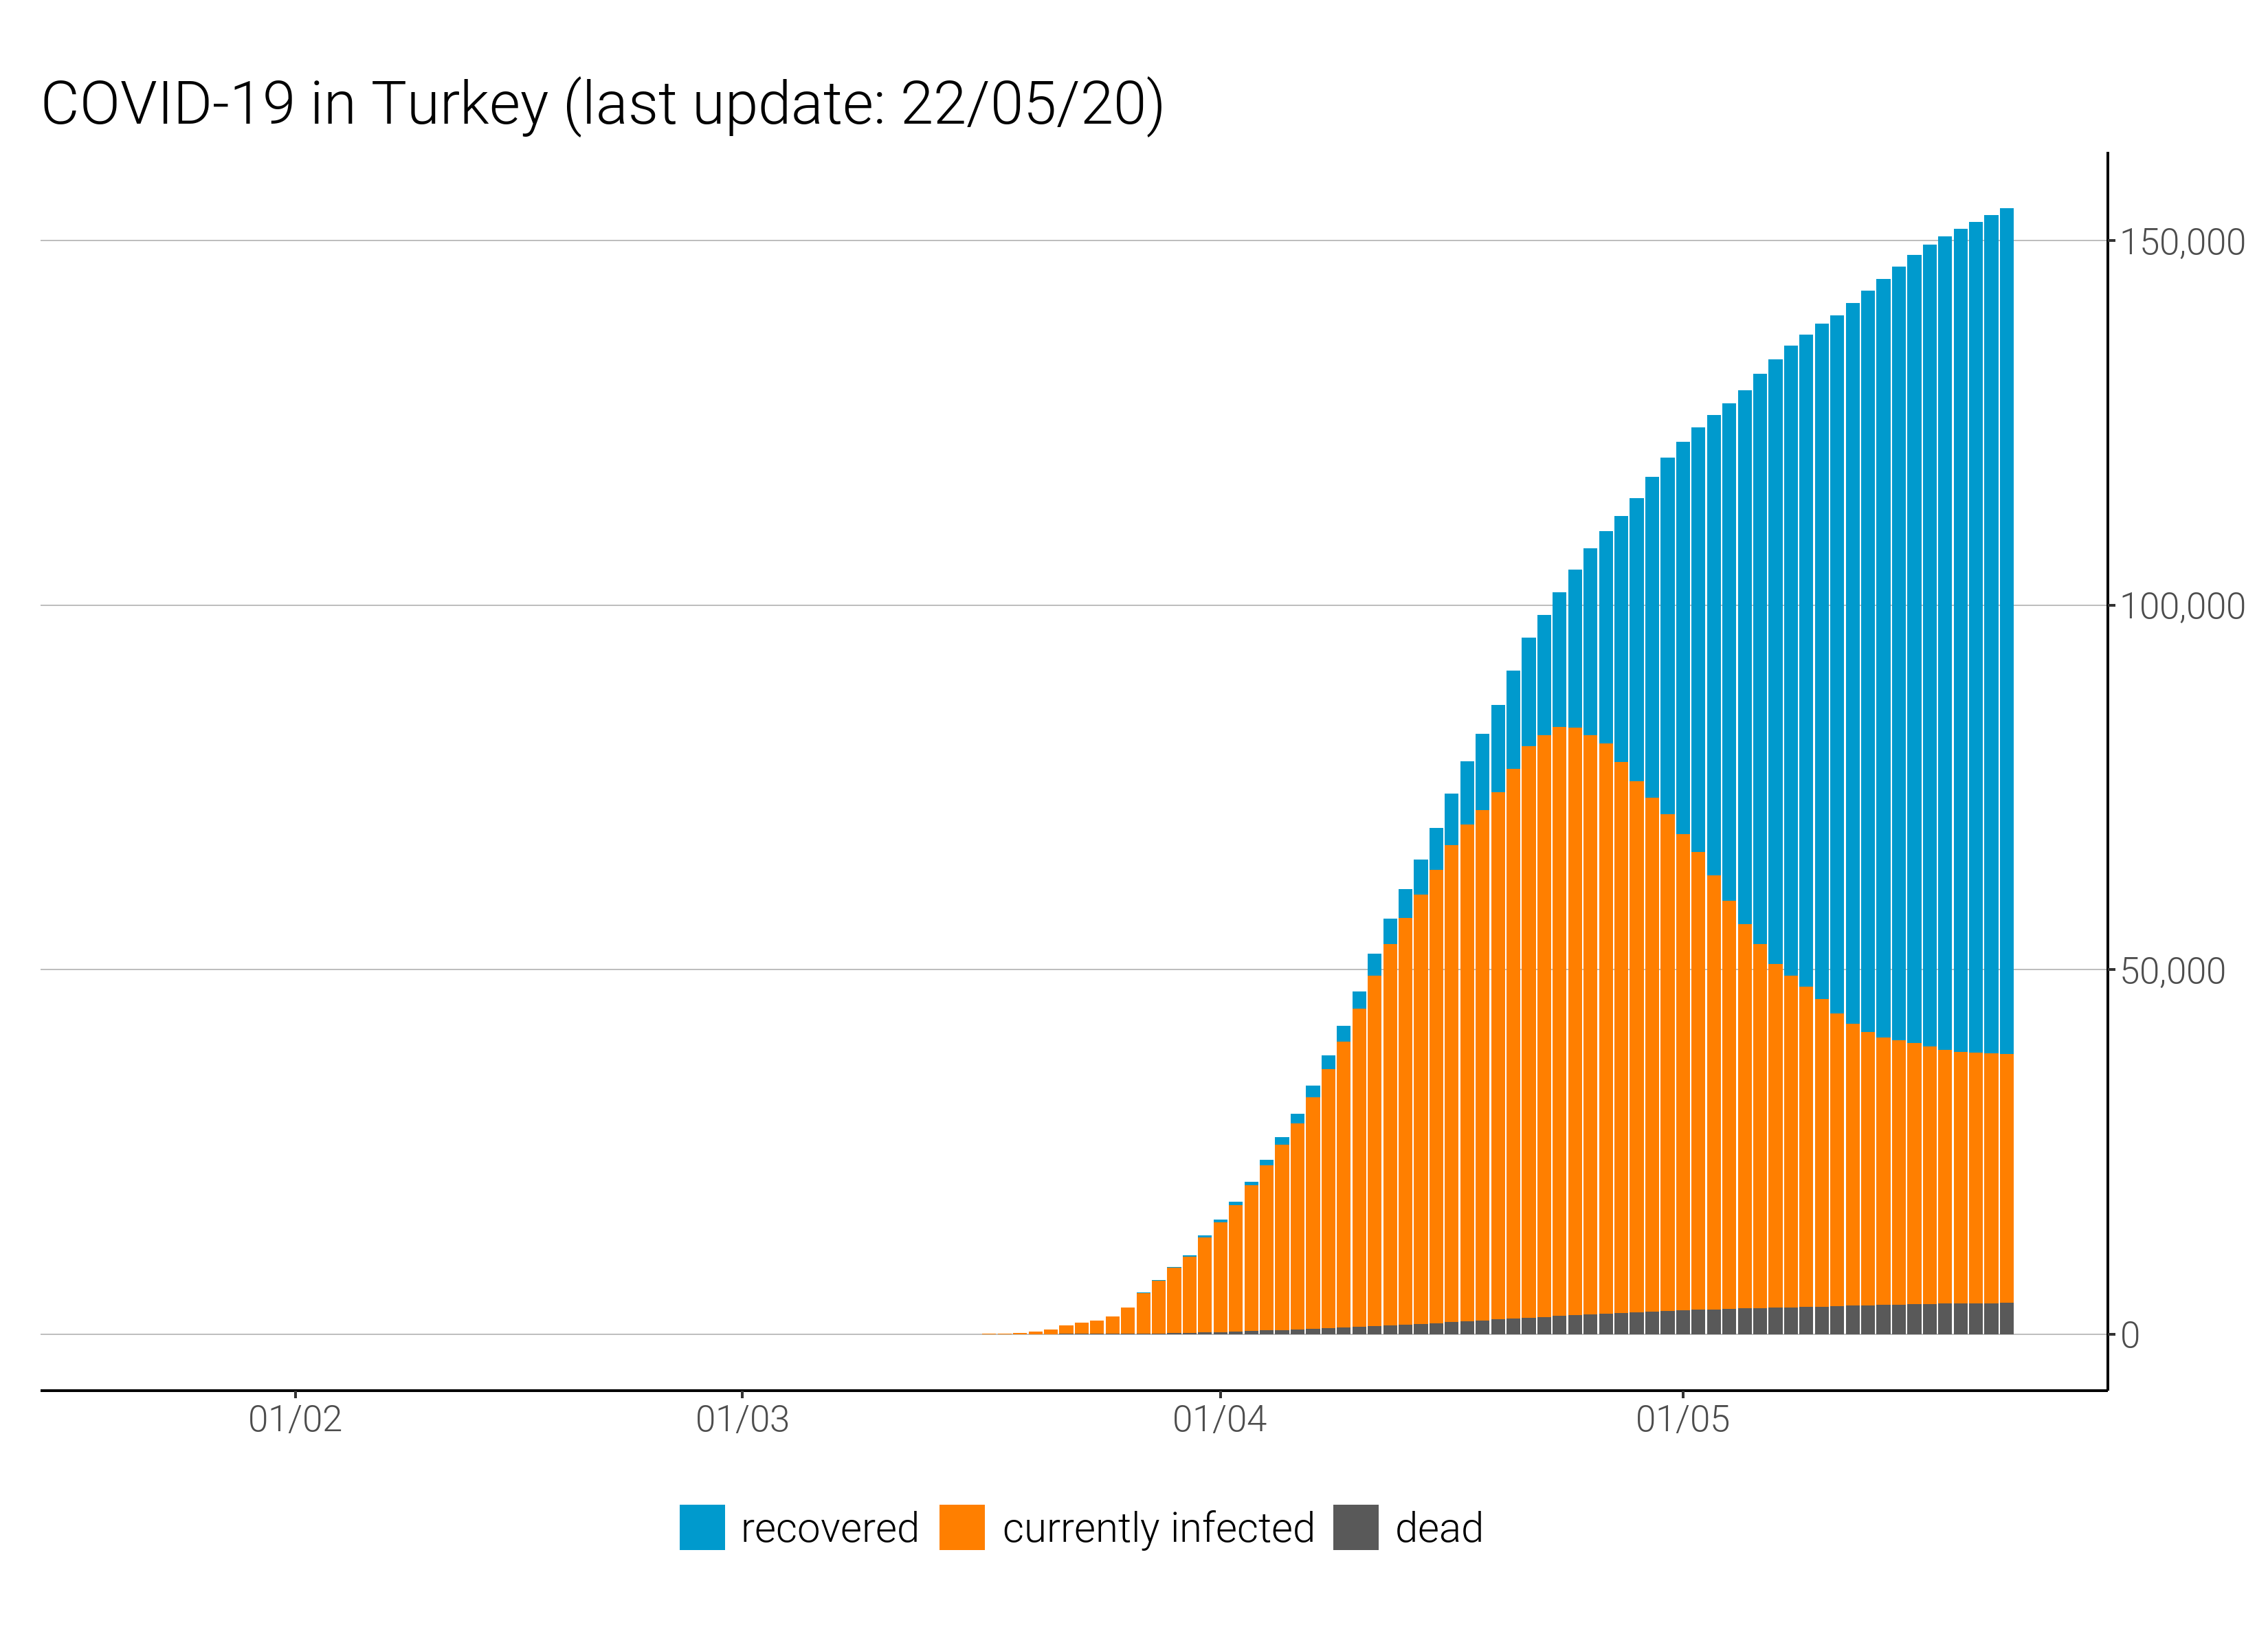 COVID-19 in Turkey (last update: 22/05/20)
150,000
100,000
50,000
0
01/02 01/03 01/04 01/05
recovered currently infected dead